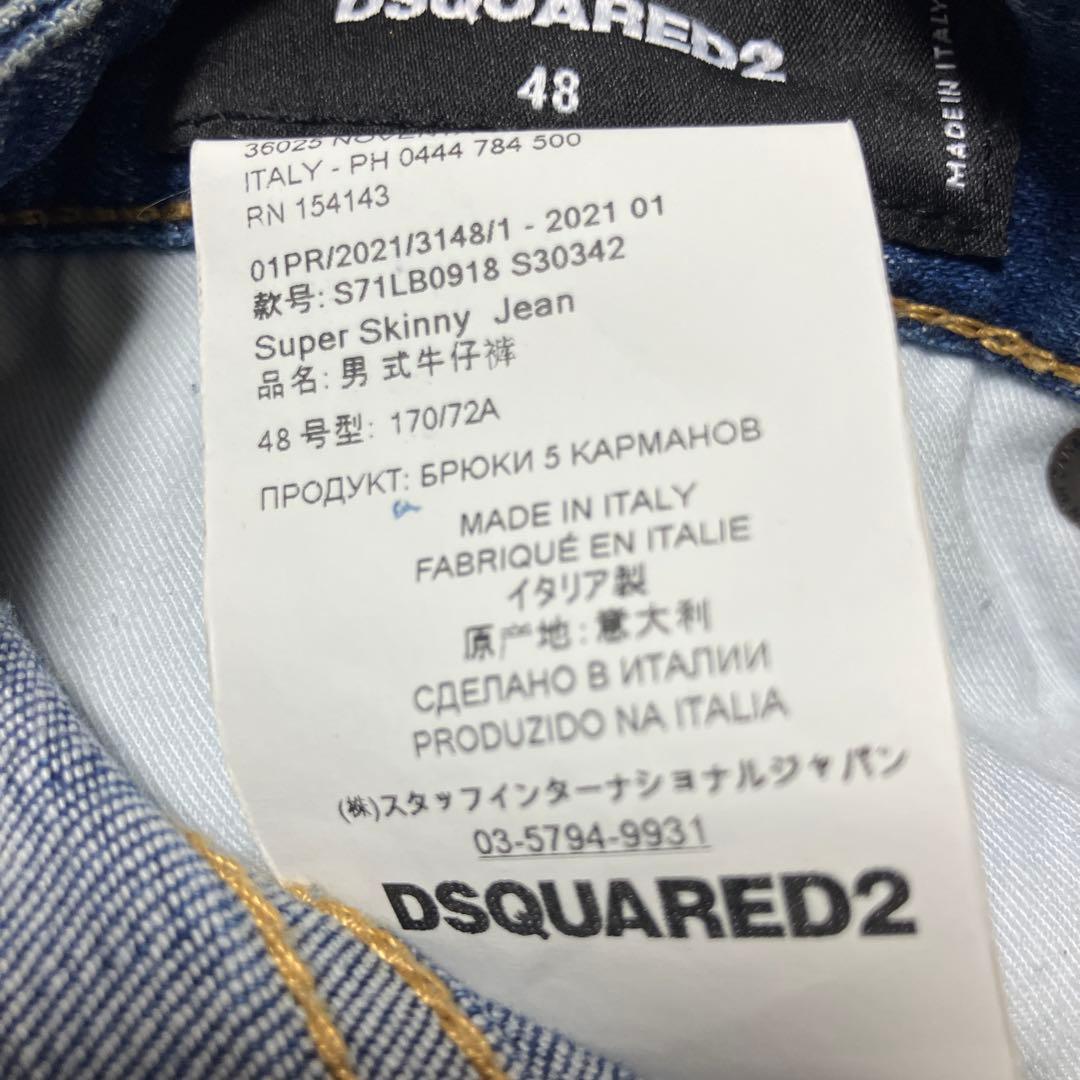 DSQUARED2
48
MADE IN ITALY
36025
ITALY - PH 0444 784 500
RN 154143
01PR/2021/3148/1 - 2021 01
款号: S71LB0918 S30342
Super Skinny Jean
品名: 男 式牛仔裤
48 号型: 170/72A
ПРОДУКТ: БРЮКИ 5 КАРМАНОВ
MADE IN ITALY
FABRIQUÉ EN ITALIE
イタリア製
原产地: 意大利
СДЕЛАНО В ИТАЛИИ
PRODUZIDO NA ITALIA
(株)スタッフインターナショナルジャパン
03-5794-9931
DSQUARED2